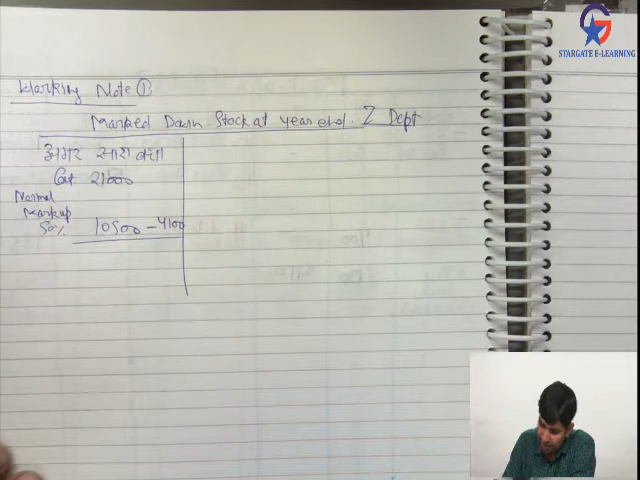 STARGATE E-LEARNING
Working Note ①
Marked Down Stock at year end. Z Dept
अगर सारा बचा
Cost 21000
Normal
Markup
50% 10500 - 4100